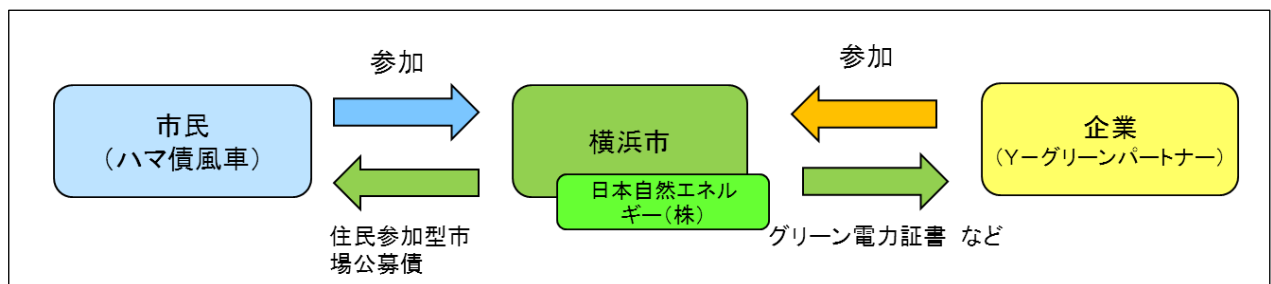 参加
参加
市民
（ハマ債風車）
横浜市
企業
（Y－グリーンパートナー）
日本自然エネル
ギー（株）
住民参加型市
場公募債
グリーン電力証書 など